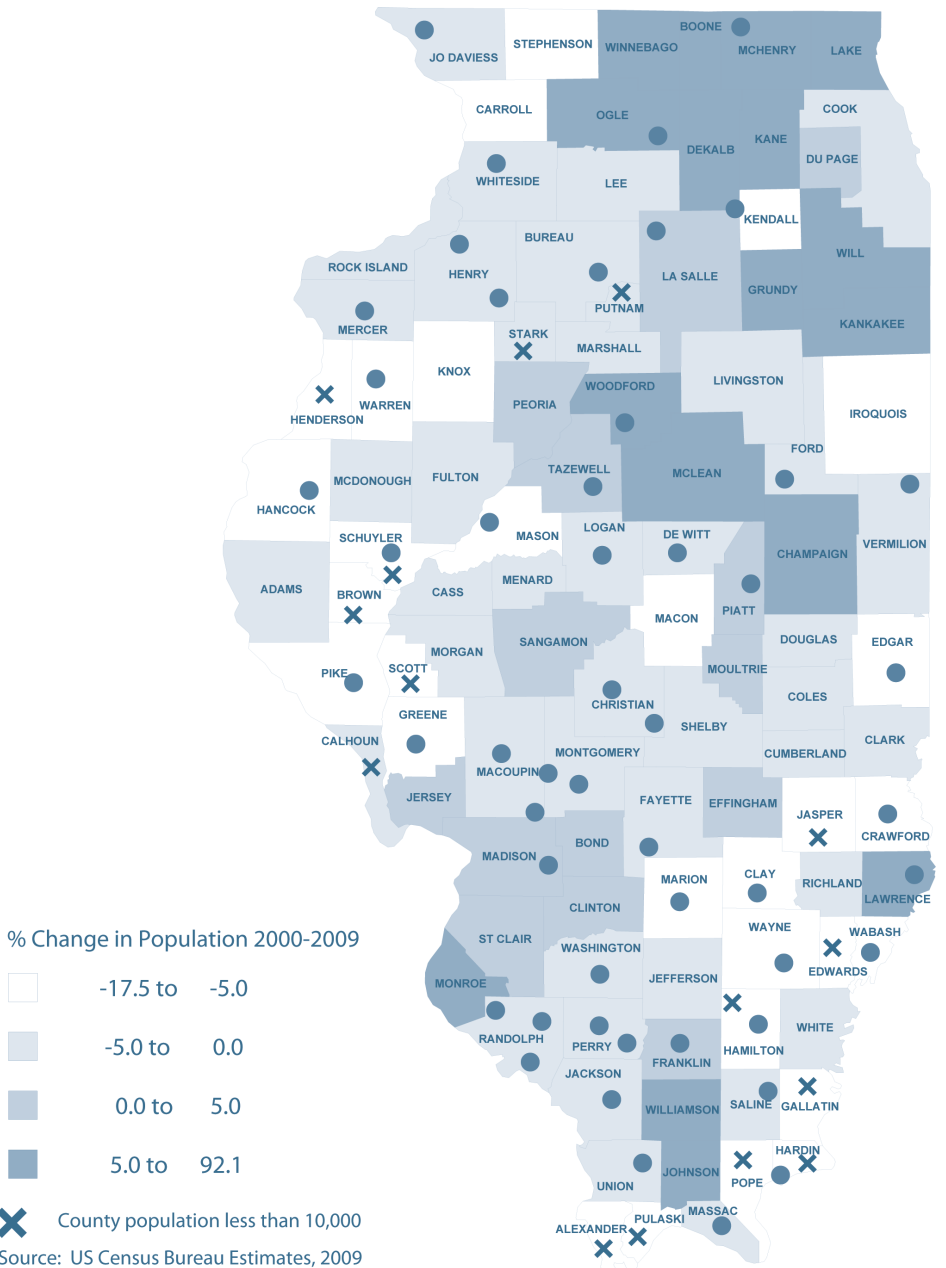 BOONE
STEPHENSON
WINNEBAGO
MCHENRY
LAKE
JO DAVIESS
CARROLL
OGLE
COOK
KANE
DEKALB
DU PAGE
WHITESIDE
LEE
KENDALL
BUREAU
WILL
ROCK ISLAND
HENRY
LA SALLE
GRUNDY
PUTNAM
KANKAKEE
MERCER
STARK
MARSHALL
KNOX
LIVINGSTON
WOODFORD
PEORIA
WARREN
IROQUOIS
HENDERSON
FORD
TAZEWELL
MCLEAN
FULTON
MCDONOUGH
HANCOCK
LOGAN
DE WITT
MASON
SCHUYLER
VERMILION
CHAMPAIGN
MENARD
ADAMS
CASS
BROWN
PIATT
MACON
DOUGLAS
SANGAMON
EDGAR
MORGAN
SCOTT
MOULTRIE
PIKE
COLES
CHRISTIAN
GREENE
SHELBY
CALHOUN
CLARK
MONTGOMERY
CUMBERLAND
MACOUPIN
JERSEY
FAYETTE
EFFINGHAM
JASPER
CRAWFORD
BOND
MADISON
CLAY
MARION
RICHLAND
LAWRENCE
CLINTON
WAYNE
WABASH
ST CLAIR
WASHINGTON
EDWARDS
JEFFERSON
MONROE
WHITE
RANDOLPH
PERRY
HAMILTON
FRANKLIN
JACKSON
SALINE
GALLATIN
WILLIAMSON
HARDIN
JOHNSON
POPE
UNION
MASSAC
PULASKI
ALEXANDER
% Change in Population 2000-2009
-17.5 to -5.0
-5.0 to 0.0
0.0 to 5.0
5.0 to 92.1
County population less than 10,000
Source: US Census Bureau Estimates, 2009